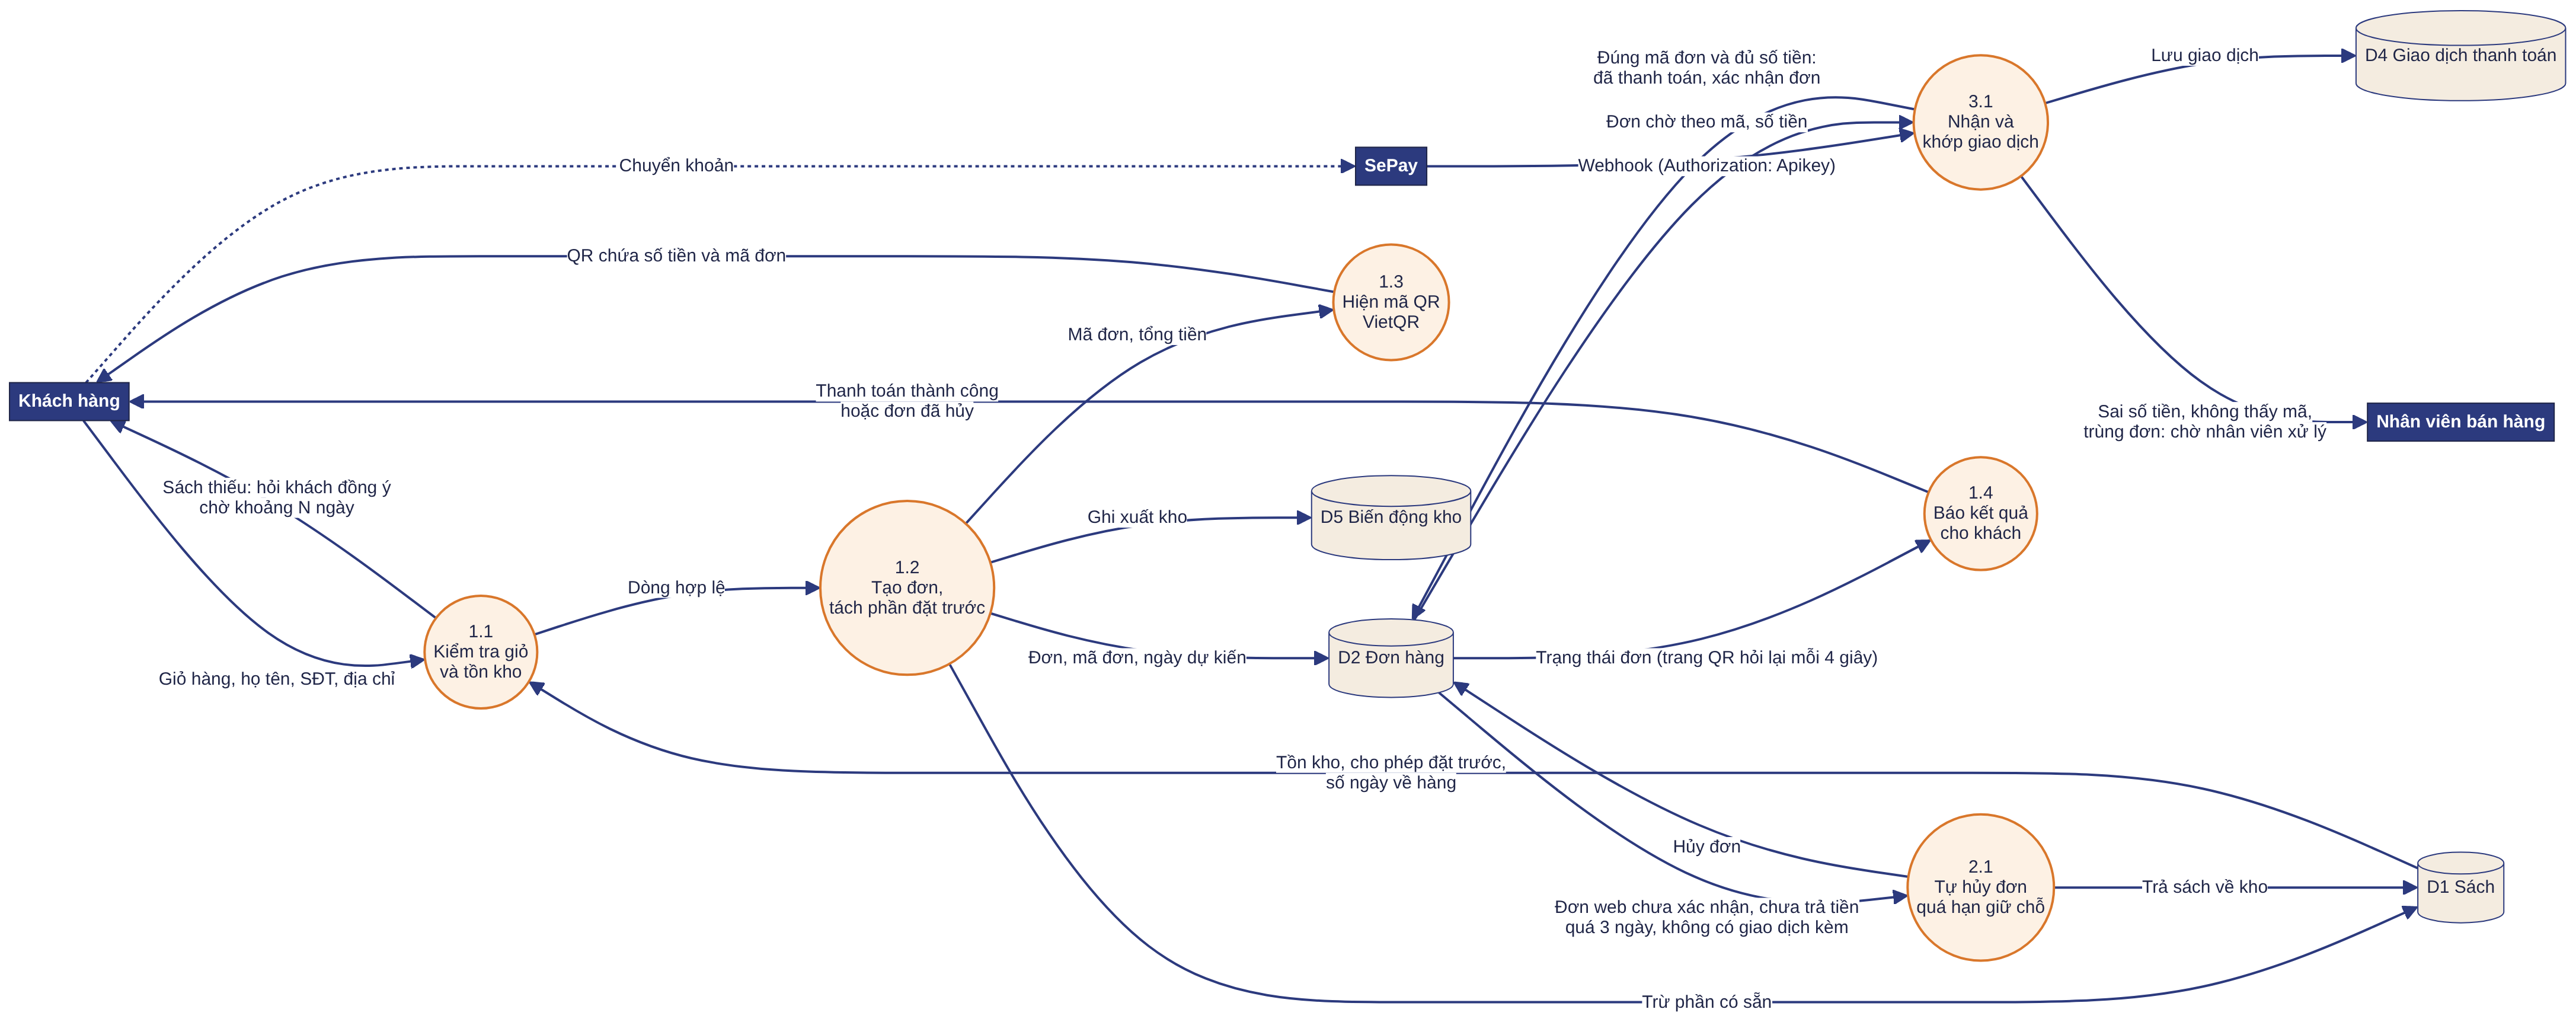 Đúng mã đơn và đủ số tiền:
đã thanh toán, xác nhận đơn
Lưu giao dịch
D4 Giao dịch thanh toán
3.1
Nhận và
khớp giao dịch
Đơn chờ theo mã, số tiền
Chuyển khoản
SePay
Webhook (Authorization: Apikey)
QR chứa số tiền và mã đơn
1.3
Hiện mã QR
VietQR
Mã đơn, tổng tiền
Khách hàng
Thanh toán thành công
hoặc đơn đã hủy
Sai số tiền, không thấy mã,
trùng đơn: chờ nhân viên xử lý
Nhân viên bán hàng
Sách thiếu: hỏi khách đồng ý
chờ khoảng N ngày
1.2
Tạo đơn,
tách phần đặt trước
Ghi xuất kho
D5 Biến động kho
1.4
Báo kết quả
cho khách
Dòng hợp lệ
1.1
Kiểm tra giỏ
và tồn kho
Giỏ hàng, họ tên, SĐT, địa chỉ
Đơn, mã đơn, ngày dự kiến
D2 Đơn hàng
Trạng thái đơn (trang QR hỏi lại mỗi 4 giây)
Tồn kho, cho phép đặt trước,
số ngày về hàng
Hủy đơn
Đơn web chưa xác nhận, chưa trả tiền
quá 3 ngày, không có giao dịch kèm
2.1
Tự hủy đơn
quá hạn giữ chỗ
Trả sách về kho
D1 Sách
Trừ phần có sẵn